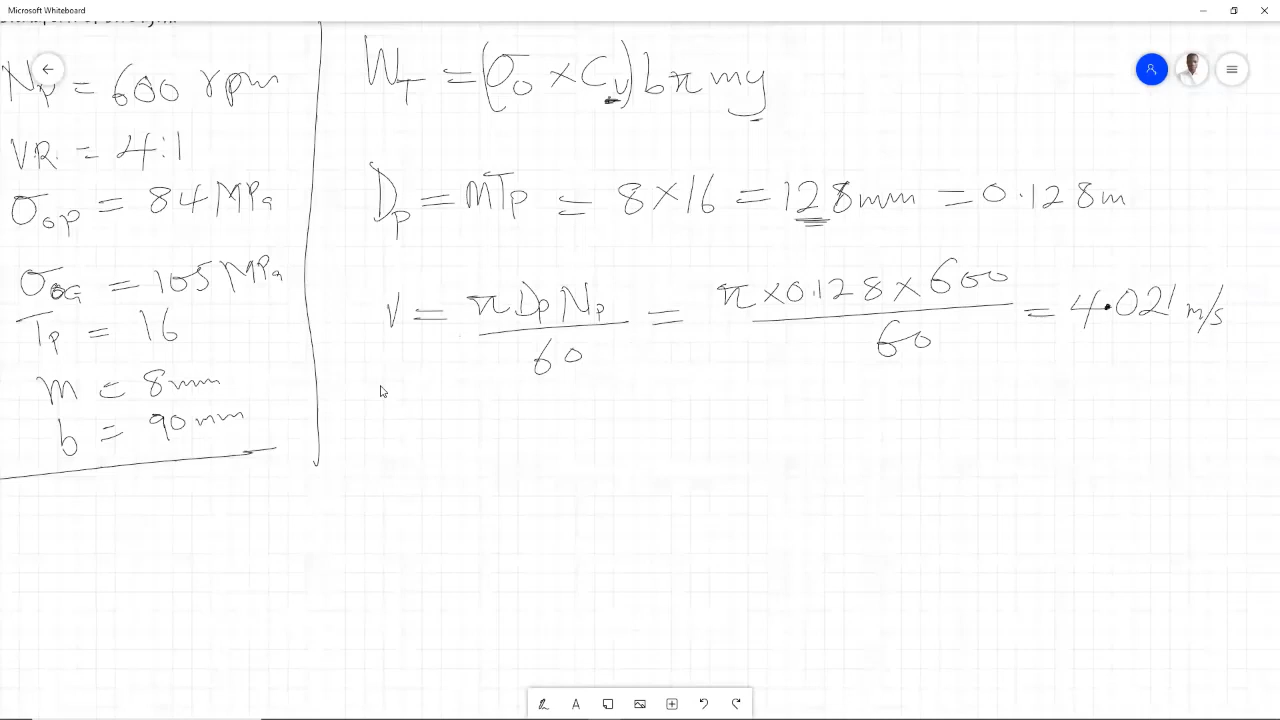 Microsoft Whiteboard
Np = 600 rpm
V.R. = 4:1
σop = 84 MPa
σoG = 105 MPa
Tp = 16
m = 8mm
b = 90mm
WT = (σo × Cv) b π m y
Dp = mTp = 8 × 16 = 128mm = 0.128m
V = πDpNp/60 = π × 0.128 × 600/60 = 4.021 m/s